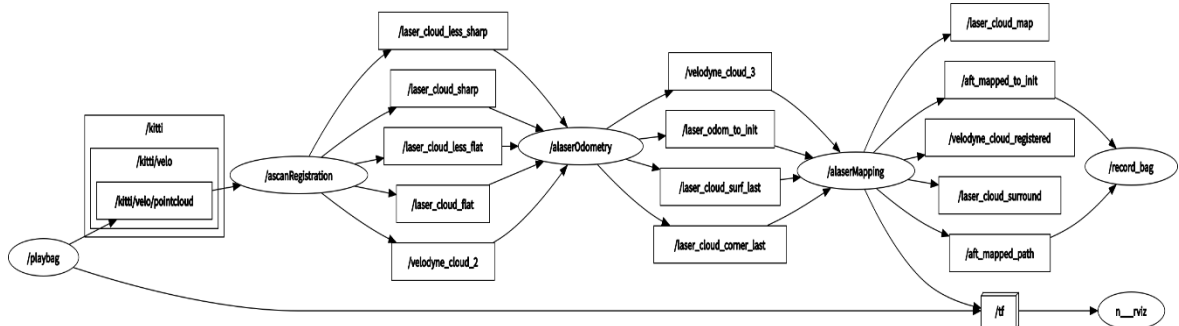 /kitti
/kitti/velo
/kitti/velo/pointcloud
/playbag
/ascanRegistration
/laser_cloud_less_sharp
/laser_cloud_sharp
/laser_cloud_less_flat
/laser_cloud_flat
/velodyne_cloud_2
/alaserOdometry
/velodyne_cloud_3
/laser_odom_to_init
/laser_cloud_surf_last
/laser_cloud_corner_last
/alaserMapping
/laser_cloud_map
/aft_mapped_to_init
/velodyne_cloud_registered
/laser_cloud_surround
/aft_mapped_path
/tf
/record_bag
n___rviz